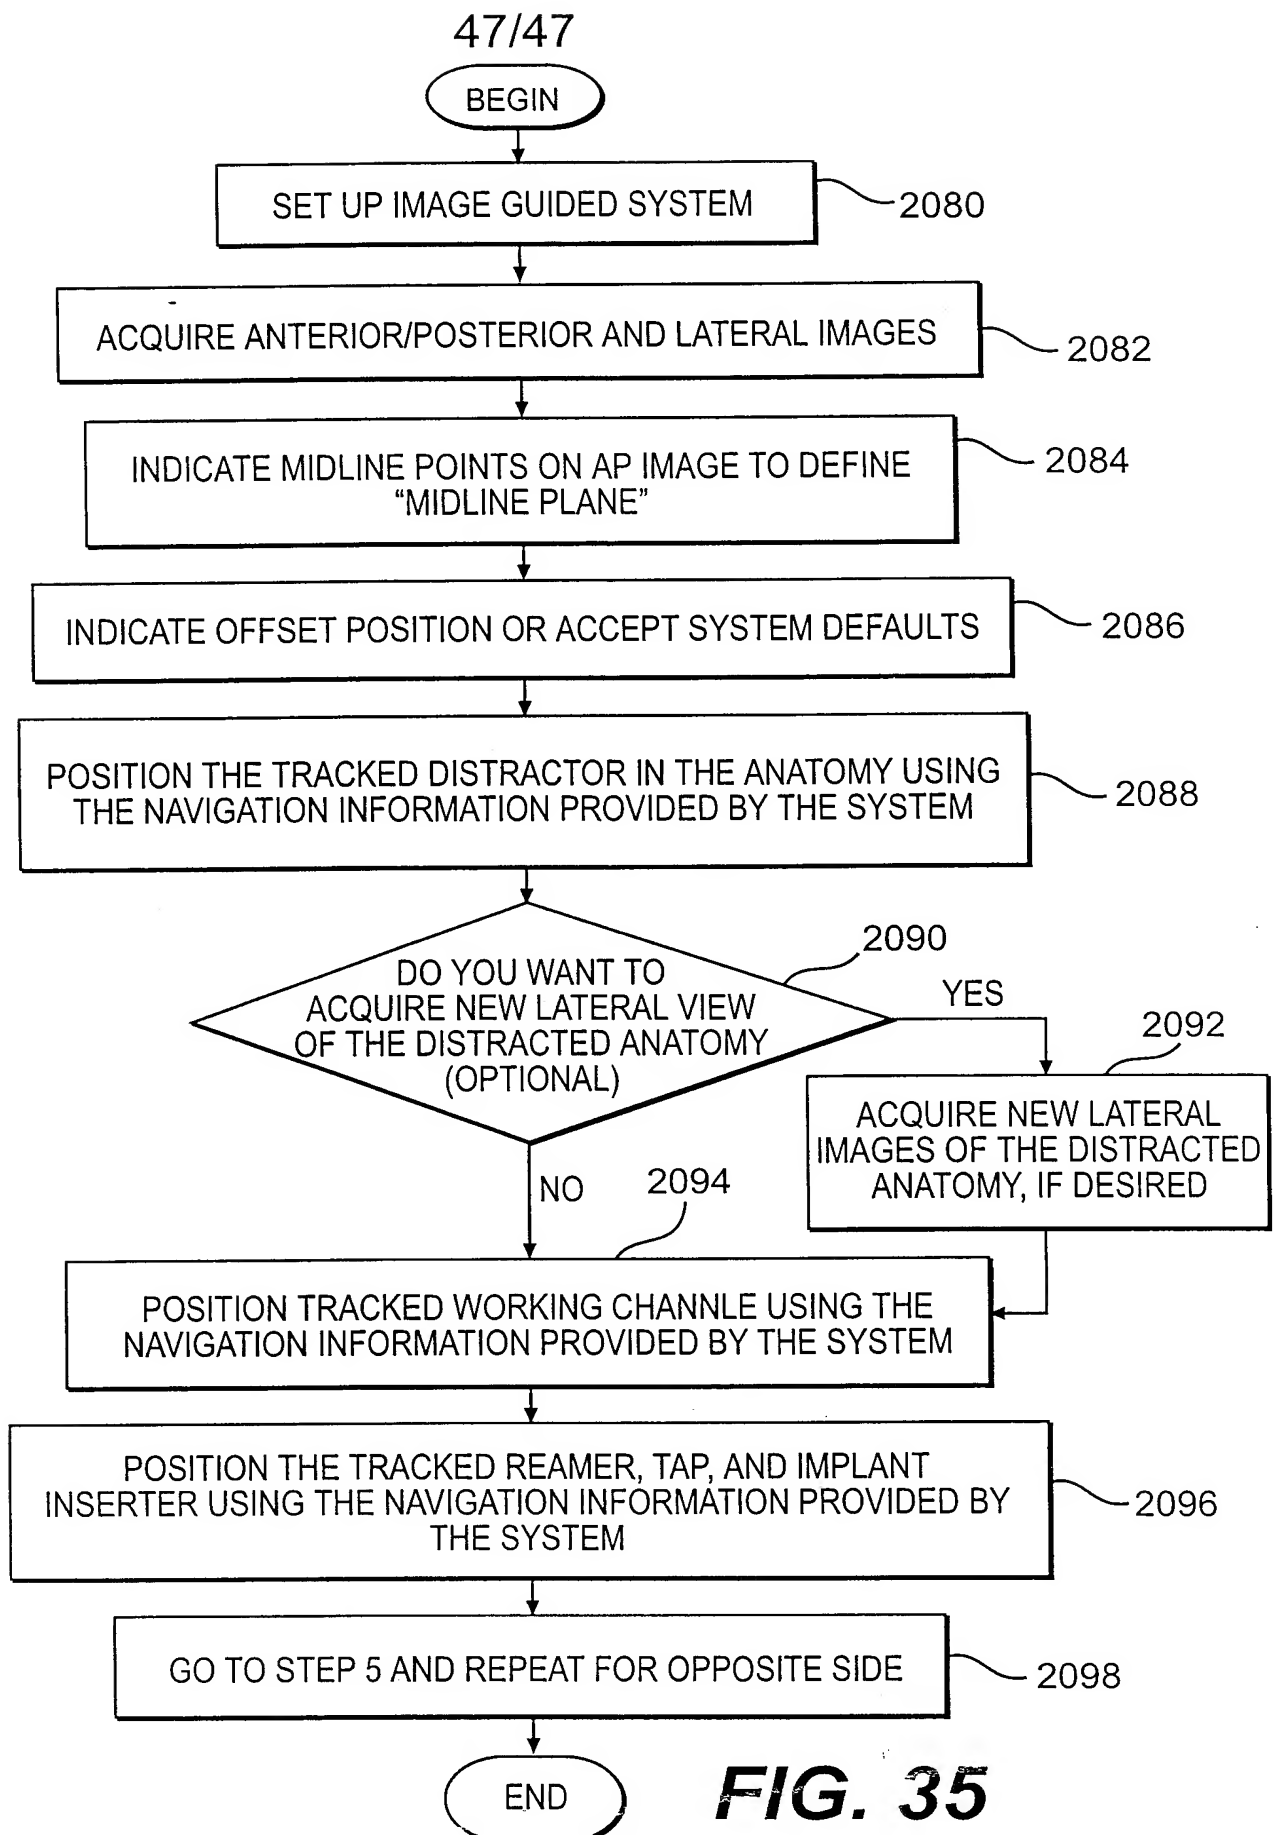 47/47
BEGIN
SET UP IMAGE GUIDED SYSTEM
2080
ACQUIRE ANTERIOR/POSTERIOR AND LATERAL IMAGES
2082
INDICATE MIDLINE POINTS ON AP IMAGE TO DEFINE
“MIDLINE PLANE”
2084
INDICATE OFFSET POSITION OR ACCEPT SYSTEM DEFAULTS
2086
POSITION THE TRACKED DISTRACTOR IN THE ANATOMY USING
THE NAVIGATION INFORMATION PROVIDED BY THE SYSTEM
2088
DO YOU WANT TO
ACQUIRE NEW LATERAL VIEW
OF THE DISTRACTED ANATOMY
(OPTIONAL)
2090
YES
2092
ACQUIRE NEW LATERAL
IMAGES OF THE DISTRACTED
ANATOMY, IF DESIRED
NO
2094
POSITION TRACKED WORKING CHANNLE USING THE
NAVIGATION INFORMATION PROVIDED BY THE SYSTEM
POSITION THE TRACKED REAMER, TAP, AND IMPLANT
INSERTER USING THE NAVIGATION INFORMATION PROVIDED BY
THE SYSTEM
2096
GO TO STEP 5 AND REPEAT FOR OPPOSITE SIDE
2098
END
FIG. 35